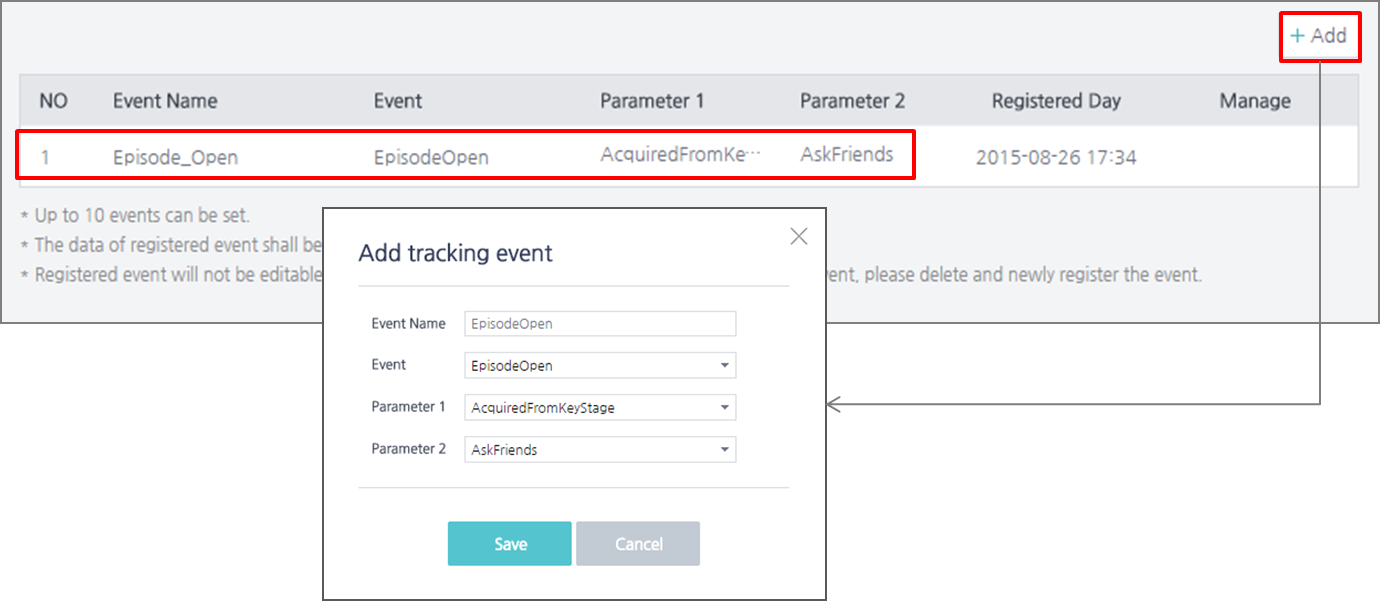 + Add
NO Event Name Event Parameter 1 Parameter 2 Registered Day Manage
1 Episode_Open EpisodeOpen AcquiredFromKe… AskFriends 2015-08-26 17:34
* Up to 10 events can be set.
* The data of registered event shall be
* Registered event will not be editable
ent, please delete and newly register the event.
Add tracking event
Event Name EpisodeOpen
Event EpisodeOpen
Parameter 1 AcquiredFromKeyStage
Parameter 2 AskFriends
Save Cancel